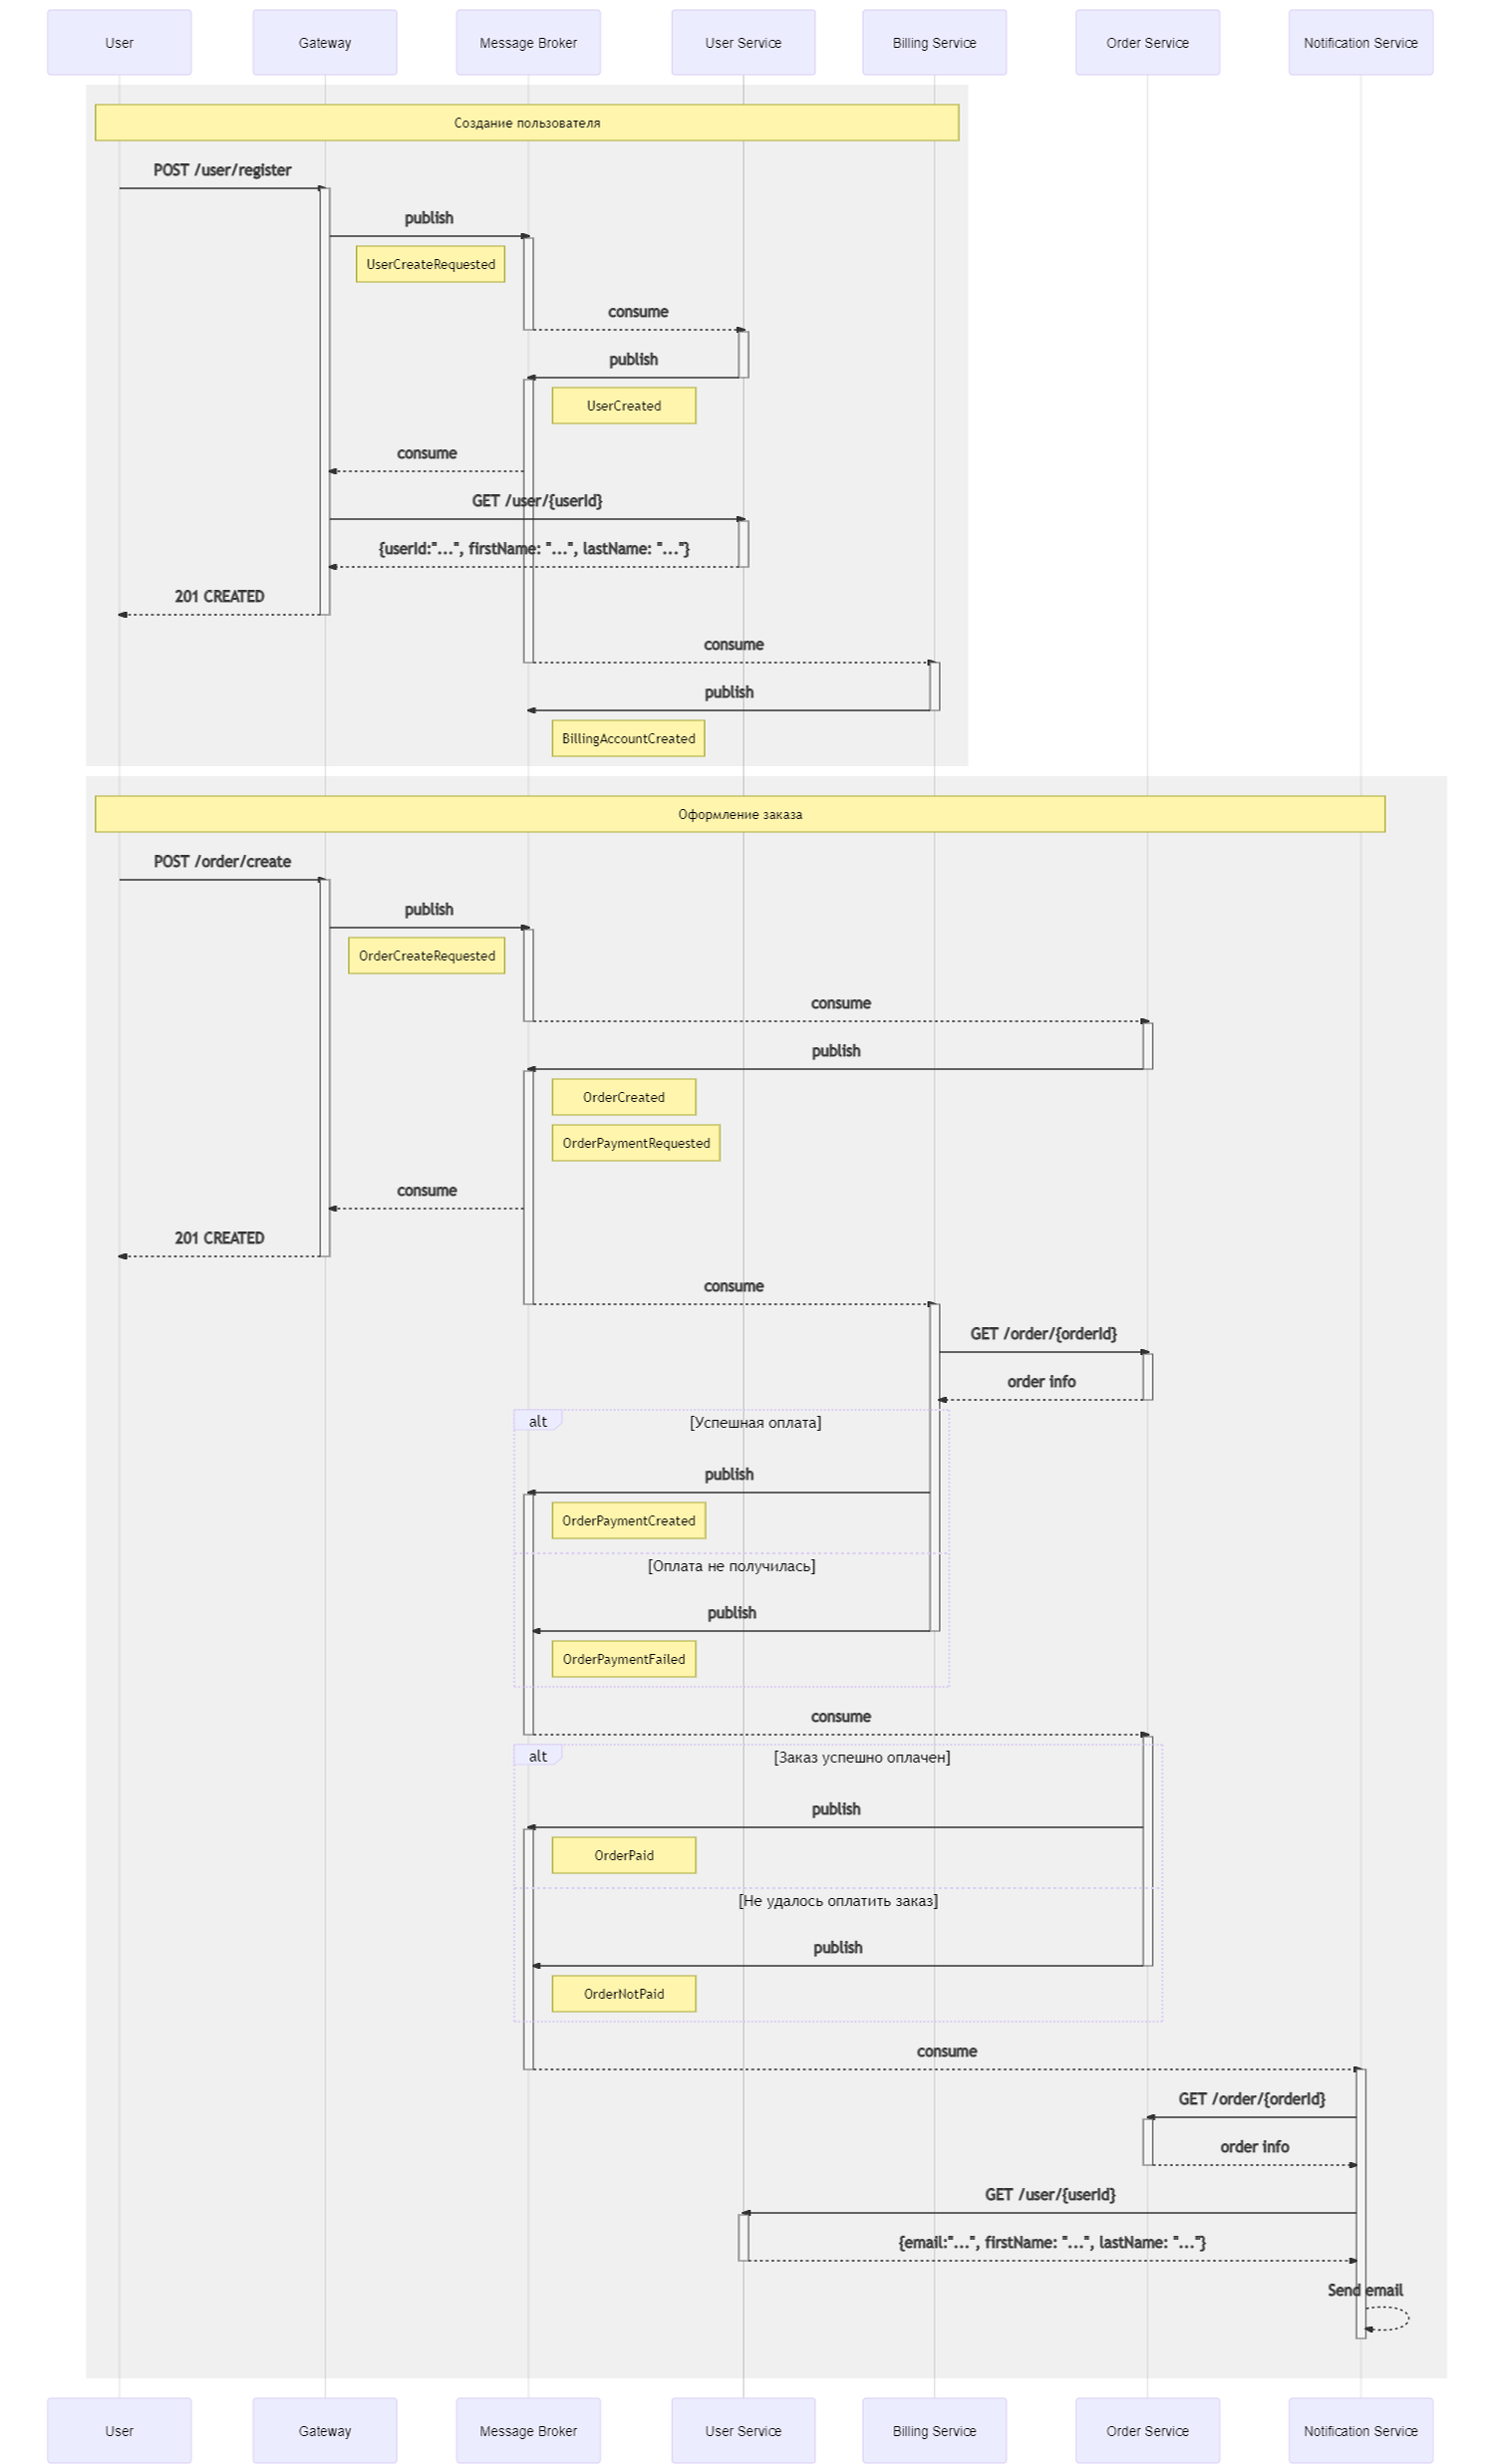 User
Gateway
Message Broker
User Service
Billing Service
Order Service
Notification Service
Создание пользователя
POST /user/register
publish
UserCreateRequested
consume
publish
UserCreated
consume
GET /user/{userId}
{userId:"...", firstName: "...", lastName: "..."}
201 CREATED
consume
publish
BillingAccountCreated
Оформление заказа
POST /order/create
publish
OrderCreateRequested
consume
publish
OrderCreated
OrderPaymentRequested
consume
201 CREATED
consume
GET /order/{orderId}
order info
alt
[Успешная оплата]
publish
OrderPaymentCreated
[Оплата не получилась]
publish
OrderPaymentFailed
consume
alt
[Заказ успешно оплачен]
publish
OrderPaid
[Не удалось оплатить заказ]
publish
OrderNotPaid
consume
GET /order/{orderId}
order info
GET /user/{userId}
{email:"...", firstName: "...", lastName: "..."}
Send email
User
Gateway
Message Broker
User Service
Billing Service
Order Service
Notification Service